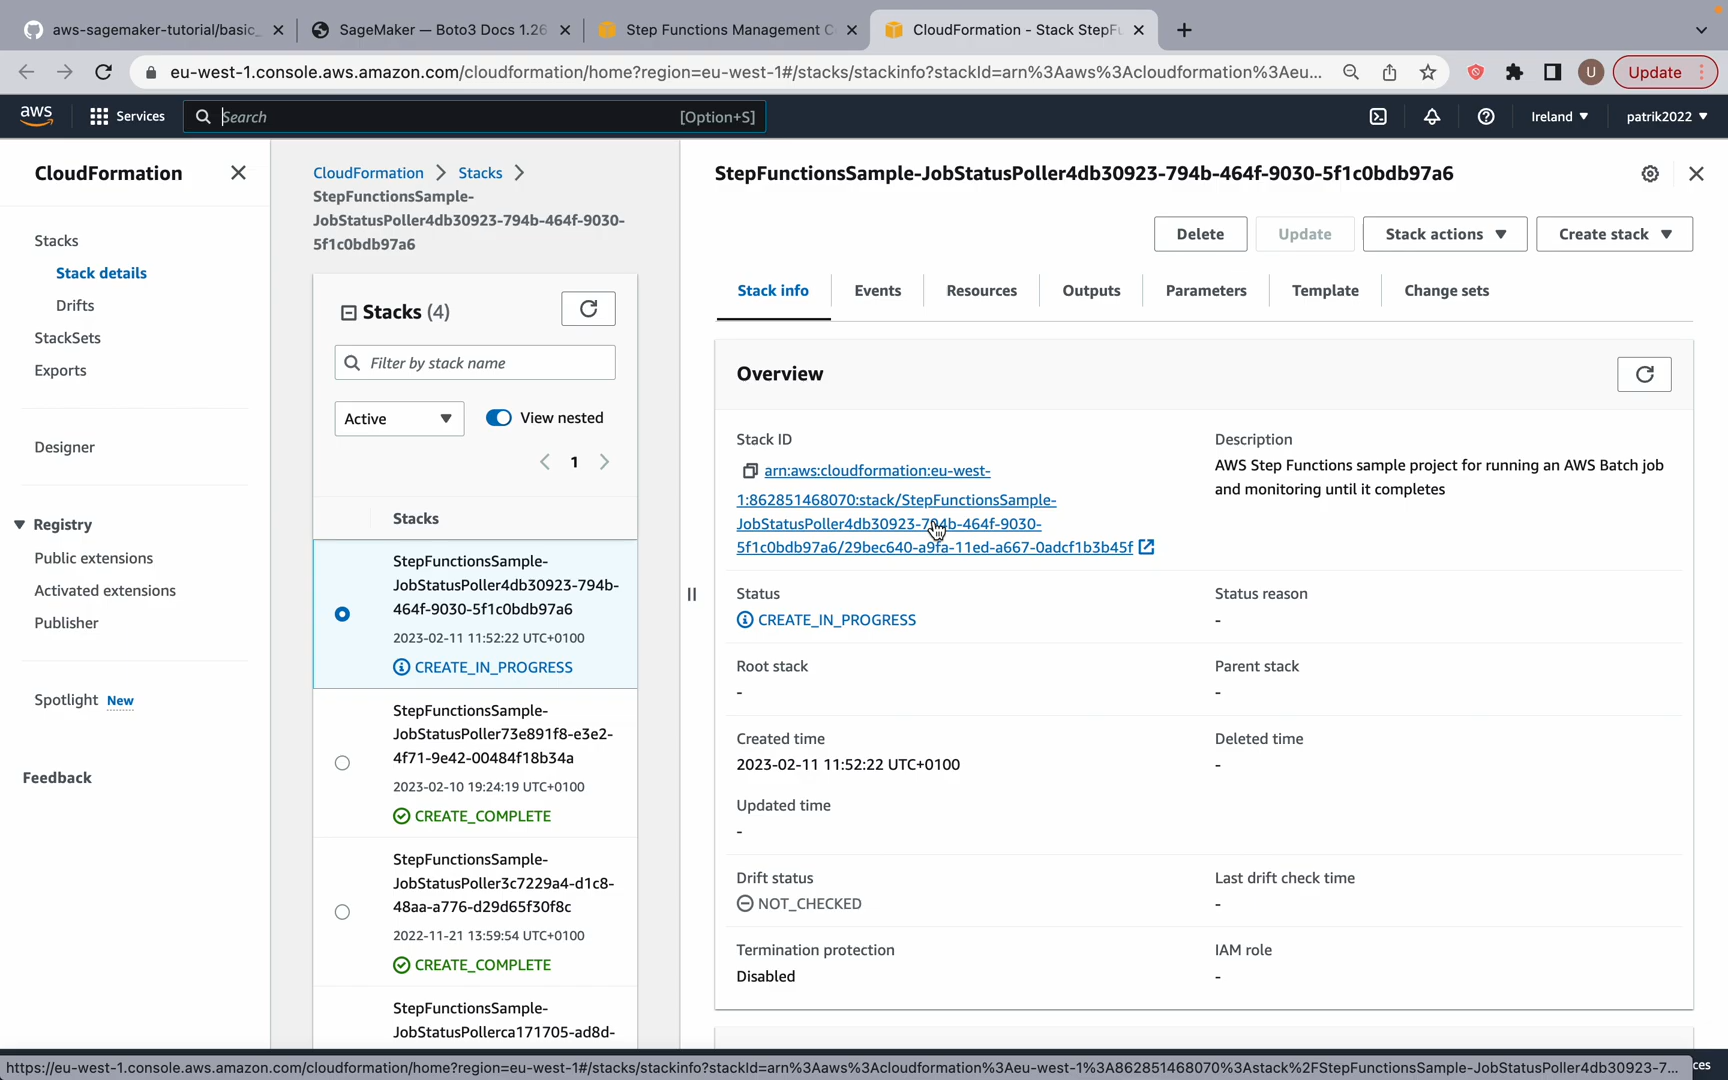 aws-sagemaker-tutorial/basic_
SageMaker — Boto3 Docs 1.26
Step Functions Management C
CloudFormation - Stack StepFu
eu-west-1.console.aws.amazon.com/cloudformation/home?region=eu-west-1#/stacks/stackinfo?stackId=arn%3Aaws%3Acloudformation%3Aeu...
U
Update
aws
Services
Search
[Option+S]
Ireland
patrik2022
CloudFormation
Stacks
Stack details
Drifts
StackSets
Exports
Designer
Registry
Public extensions
Activated extensions
Publisher
Spotlight New
Feedback
CloudFormation > Stacks >
StepFunctionsSample-
JobStatusPoller4db30923-794b-464f-9030-
5f1c0bdb97a6
Stacks (4)
Filter by stack name
Active
View nested
1
Stacks
StepFunctionsSample-
JobStatusPoller4db30923-794b-
464f-9030-5f1c0bdb97a6
2023-02-11 11:52:22 UTC+0100
CREATE_IN_PROGRESS
StepFunctionsSample-
JobStatusPoller73e891f8-e3e2-
4f71-9e42-00484f18b34a
2023-02-10 19:24:19 UTC+0100
CREATE_COMPLETE
StepFunctionsSample-
JobStatusPoller3c7229a4-d1c8-
48aa-a776-d29d65f30f8c
2022-11-21 13:59:54 UTC+0100
CREATE_COMPLETE
StepFunctionsSample-
JobStatusPollerca171705-ad8d-
StepFunctionsSample-JobStatusPoller4db30923-794b-464f-9030-5f1c0bdb97a6
Delete
Update
Stack actions
Create stack
Stack info
Events
Resources
Outputs
Parameters
Template
Change sets
Overview
Stack ID
arn:aws:cloudformation:eu-west-
1:862851468070:stack/StepFunctionsSample-
JobStatusPoller4db30923-794b-464f-9030-
5f1c0bdb97a6/29bec640-a9fa-11ed-a667-0adcf1b3b45f
Description
AWS Step Functions sample project for running an AWS Batch job
and monitoring until it completes
Status
CREATE_IN_PROGRESS
Status reason
-
Root stack
-
Parent stack
-
Created time
2023-02-11 11:52:22 UTC+0100
Deleted time
-
Updated time
-
Drift status
NOT_CHECKED
Last drift check time
-
Termination protection
Disabled
IAM role
-
https://eu-west-1.console.aws.amazon.com/cloudformation/home?region=eu-west-1#/stacks/stackinfo?stackId=arn%3Aaws%3Acloudformation%3Aeu-west-1%3A862851468070%3Astack%2FStepFunctionsSample-JobStatusPoller4db30923-7...
ces